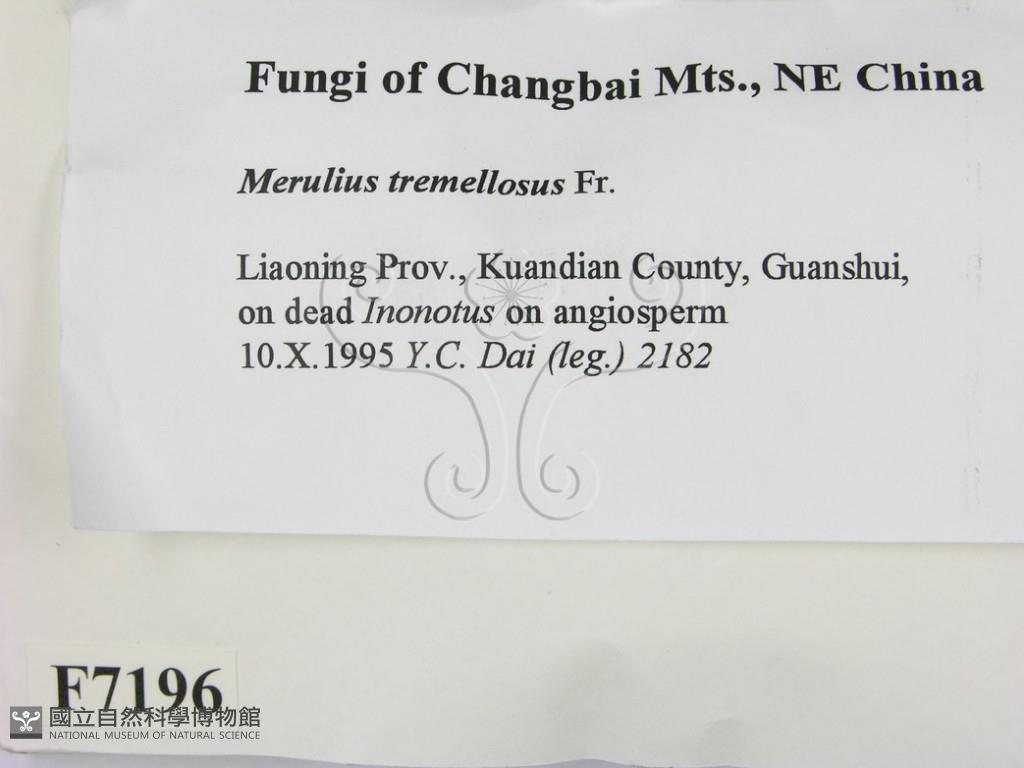 Fungi of Changbai Mts., NE China
Merulius tremellosus Fr.
Liaoning Prov., Kuandian County, Guanshui,
on dead Inonotus on angiosperm
10.X.1995 Y.C. Dai (leg.) 2182
F7196
國立自然科學博物館
NATIONAL MUSEUM OF NATURAL SCIENCE